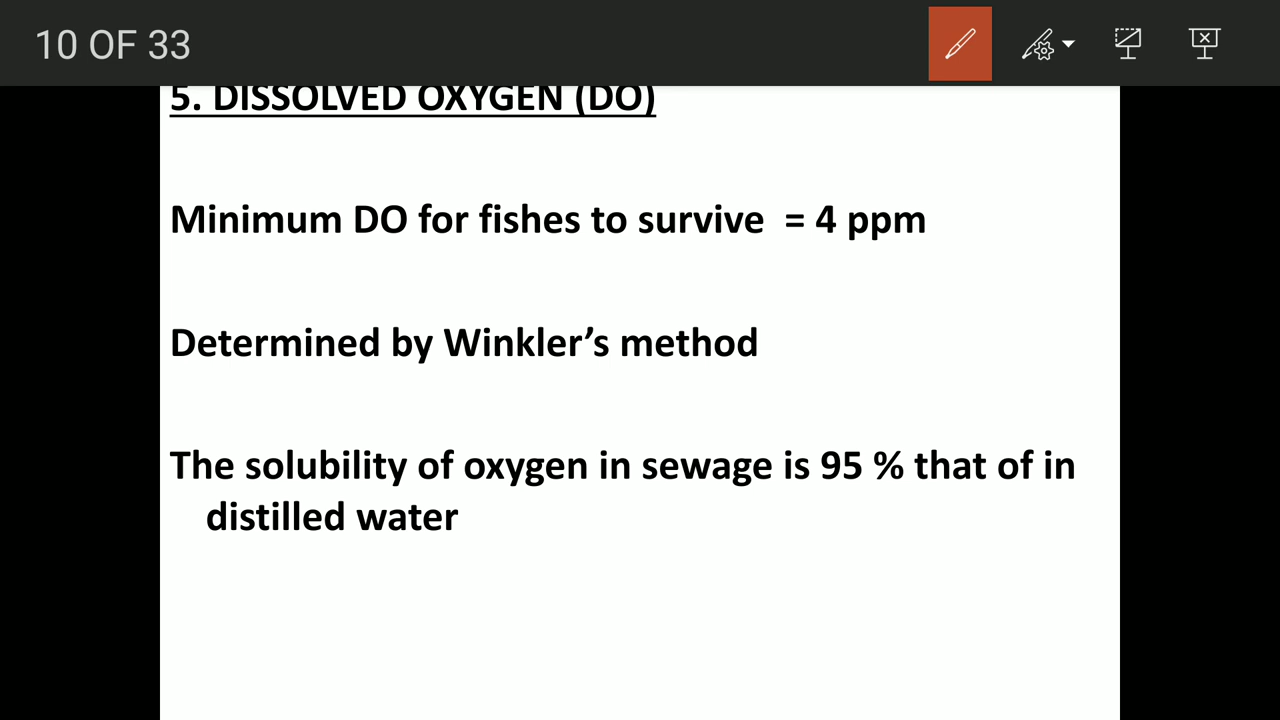 10 OF 33
5. DISSOLVED OXYGEN (DO)
Minimum DO for fishes to survive = 4 ppm
Determined by Winkler’s method
The solubility of oxygen in sewage is 95 % that of in
distilled water